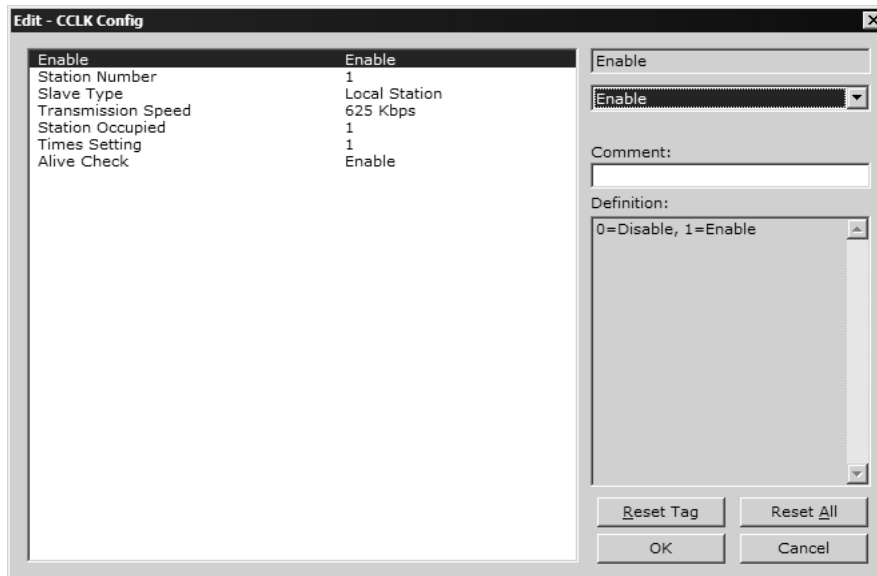 Edit - CCLK Config
Enable Enable
Station Number 1
Slave Type Local Station
Transmission Speed 625 Kbps
Station Occupied 1
Times Setting 1
Alive Check Enable
Enable
Enable
Comment:
Definition:
0=Disable, 1=Enable
Reset Tag Reset All
OK Cancel